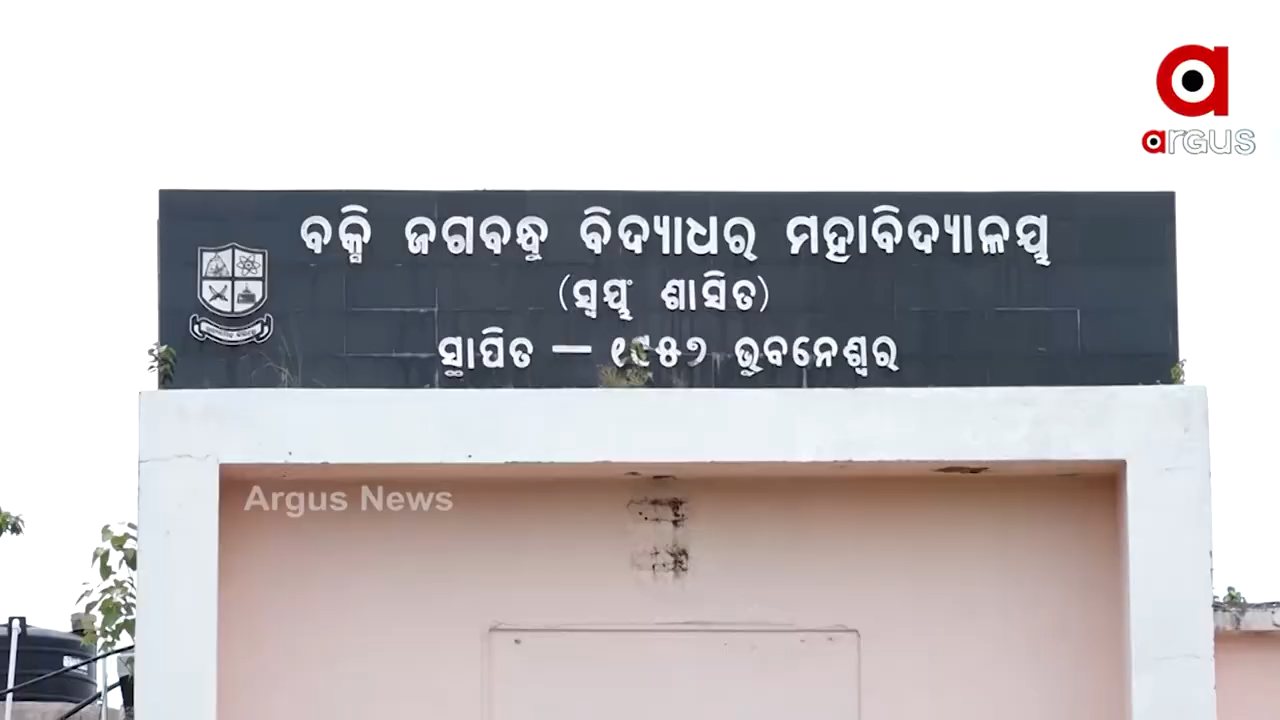 argus
ବକ୍ସି ଜଗବନ୍ଧୁ ବିଦ୍ୟାଧର ମହାବିଦ୍ୟାଳୟ
(ସ୍ୱୟଂ ଶାସିତ)
ସ୍ଥାପିତ — ୧୯୫୭ ଭୁବନେଶ୍ୱର
Argus News